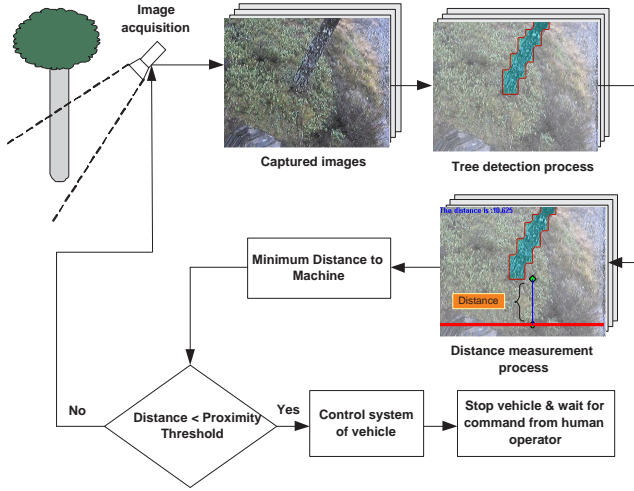 Image
acquisition
Captured images
Tree detection process
The distance is :10.625
Distance
Distance measurement
process
Minimum Distance to
Machine
Distance < Proximity
Threshold
No
Yes
Control system
of vehicle
Stop vehicle & wait for
command from human
operator